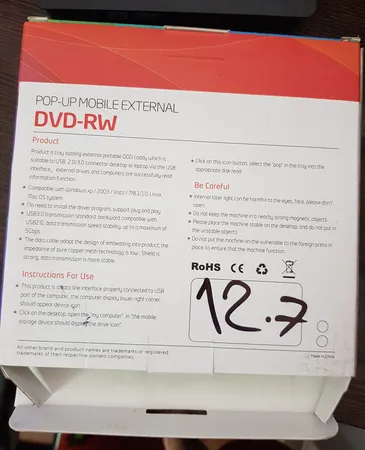 POP-UP MOBILE EXTERNAL
DVD-RW
Product
Product is tray loading external portable ODD caddy which is
suitable to USB 2.0/3.0 connector desktop or laptop.via the USB
interface, external drives and computers are successfully read
information function.
• Compatible with Windows xp / 2003 / Vista / 7/8.1/10. Linux.
Mac OS system.
• No need to install the driver program, support plug and play
• USB3.0 transmission standard, backward compatible with
USB2.0, data transmission speed stability, up to a maximum of
5Gbps
• The data cable adopt the design of embedding into product, the
impedance of pure copper mesh technology is low. Shield is
strong, data transmission is more stable.
Instructions For Use
• This product is data line interface properly connected to USB
port of the computer, the computer display lower right corner
should appear device icon.
• Click on the desktop, open the "my computer", in "the mobile
storage device should display the drive icon".
• Click on this icon button, select the "pop" in the tray into the
appropriate disk read.
Be Careful
• Internal laser light can be harmful to the eyes, face, please don't
open.
• Do not keep the machine in a nearby strong magnetic objects.
• Please place the machine stable on the desktop, and do not put in
the unstable objects
• Do not put the machine on the vulnerable to the foreign press in
place, to ensure that the machine is not affected.
RoHS CE
12.7
Made in China
All other brand and product names are trademarks or registered
trademarks of their respective owned companies.